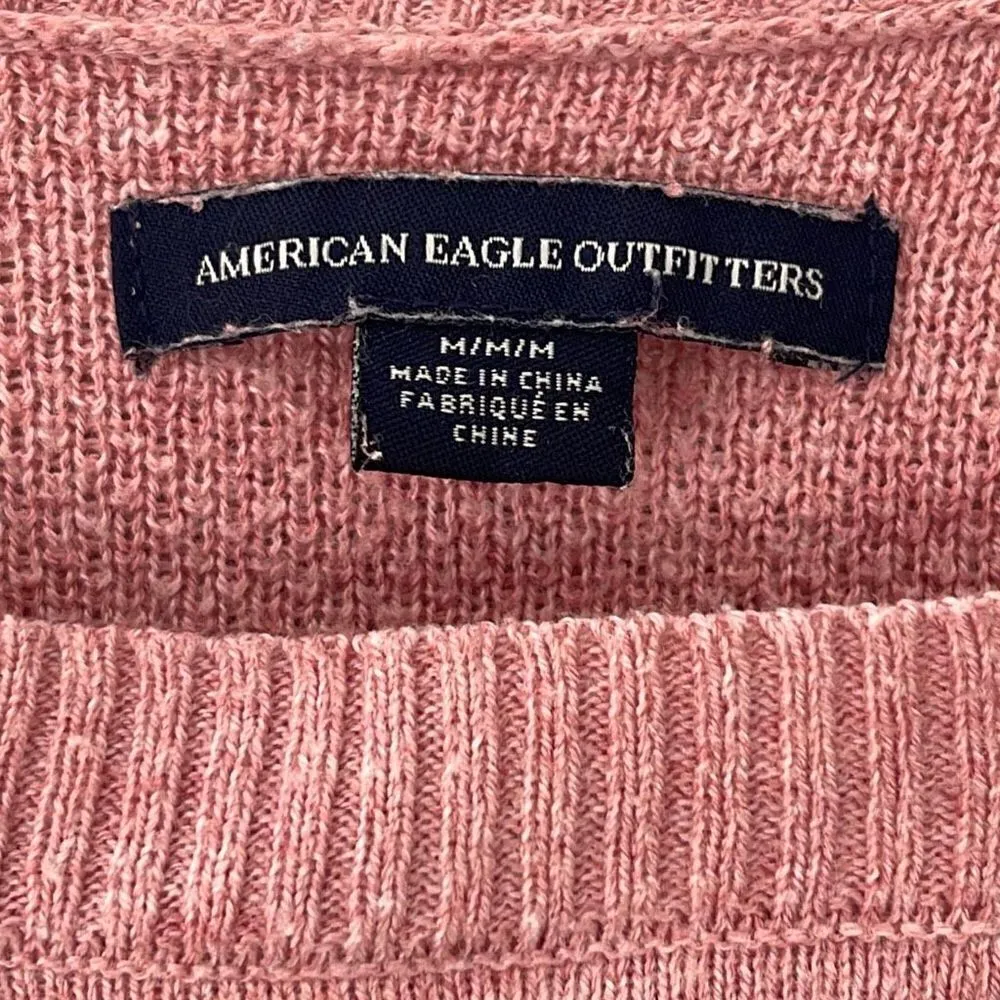 AMERICAN EAGLE OUTFITTERS
M/M/M
MADE IN CHINA
FABRIQUÉ EN
CHINE